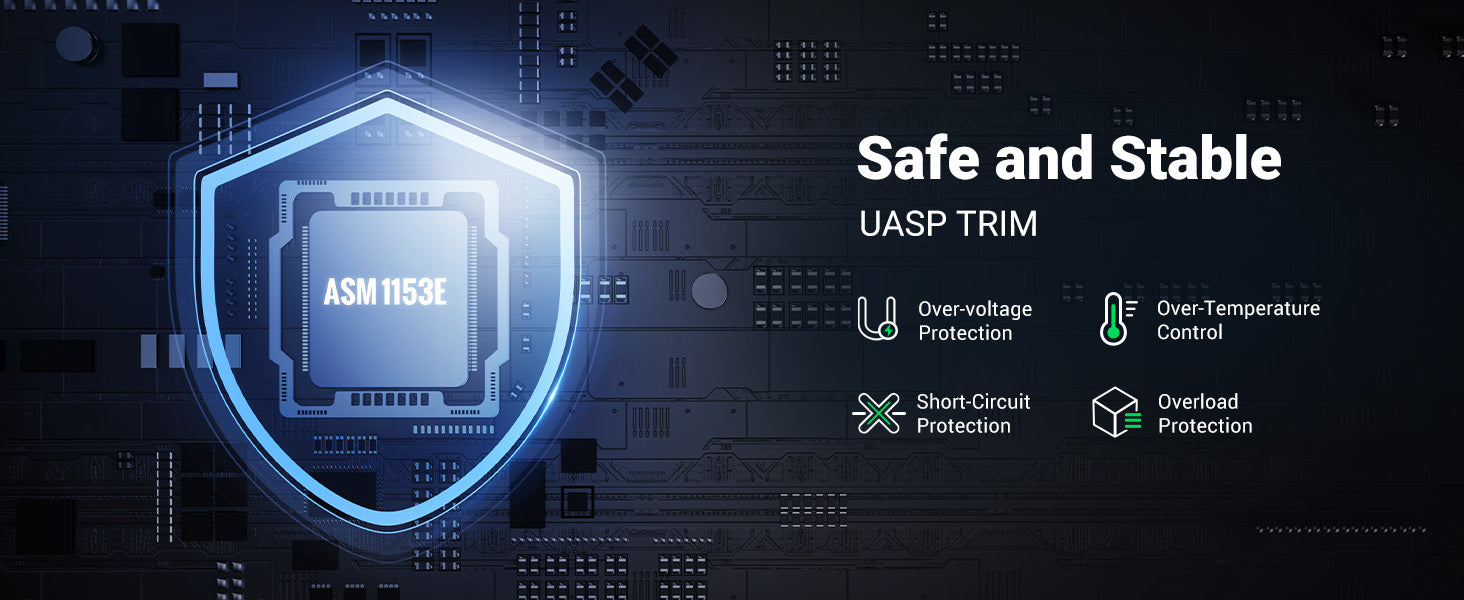 ASM 1153E
Safe and Stable
UASP TRIM
Over-voltage
Protection
Over-Temperature
Control
Short-Circuit
Protection
Overload
Protection